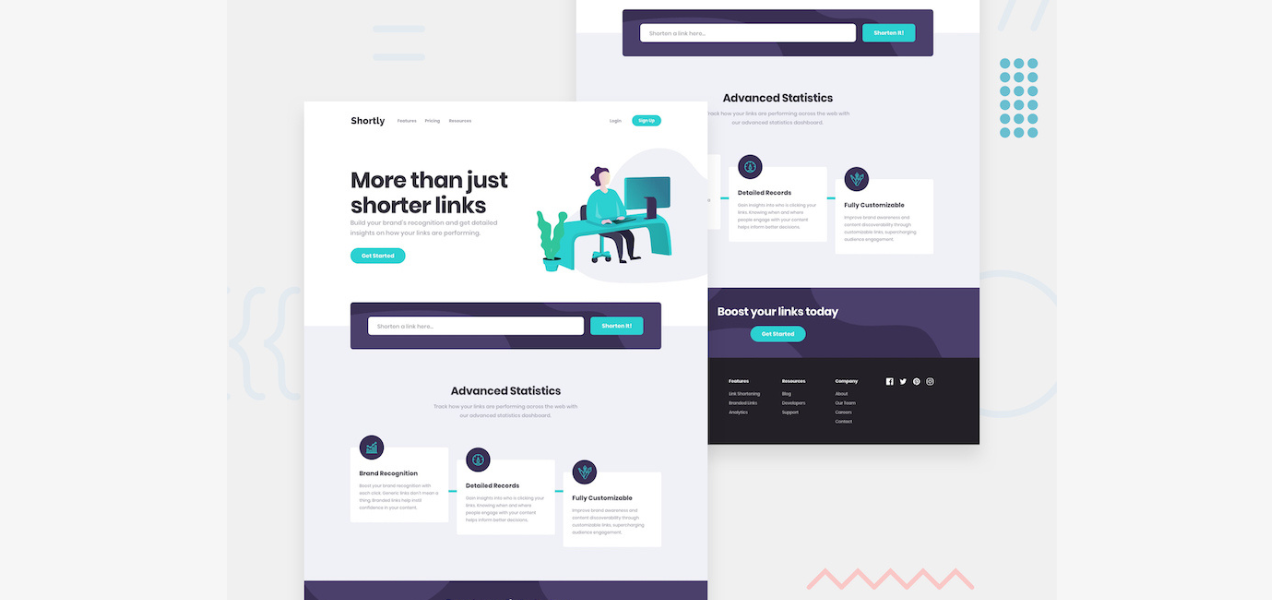 Shortly
Features
Pricing
Resources
Login
Sign Up
More than just
shorter links
Build your brand's recognition and get detailed
insights on how your links are performing.
Get Started
Shorten a link here...
Shorten It!
Advanced Statistics
Track how your links are performing across the web with
our advanced statistics dashboard.
Brand Recognition
Boost your brand recognition with
each click. Generic links don't mean a
thing. Branded links help instil
confidence in your content.
Detailed Records
Gain insights into who is clicking your
links. Knowing when and where
people engage with your content
helps inform better decisions.
Fully Customizable
Improve brand awareness and
content discoverability through
customizable links, supercharging
audience engagement.
Shorten a link here...
Shorten It!
Advanced Statistics
Track how your links are performing across the web with
our advanced statistics dashboard.
Detailed Records
Gain insights into who is clicking your
links. Knowing when and where
people engage with your content
helps inform better decisions.
Fully Customizable
Improve brand awareness and
content discoverability through
customizable links, supercharging
audience engagement.
Boost your links today
Get Started
Features
Link Shortening
Branded Links
Analytics
Resources
Blog
Developers
Support
Company
About
Our Team
Careers
Contact